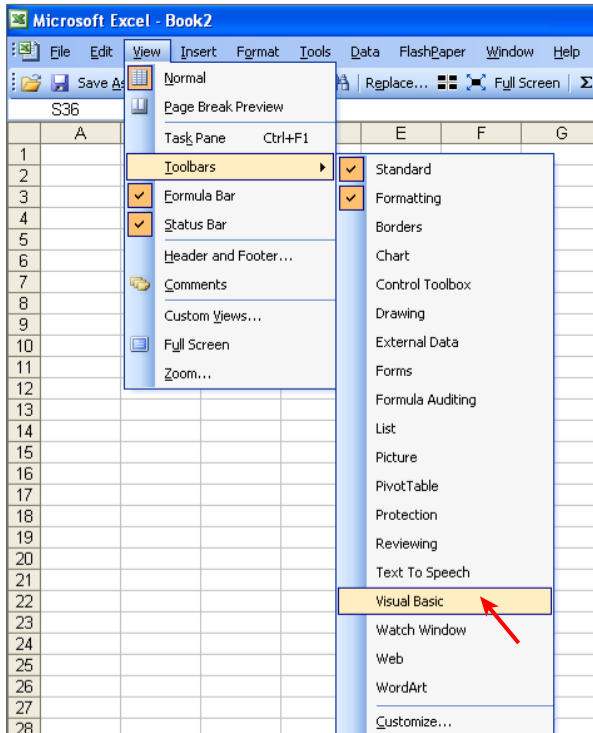 Microsoft Excel - Book2
File Edit View Insert Format Tools Data FlashPaper Window Help
Save As Replace... Full Screen Σ
S36
A E F G
Normal
Page Break Preview
Task Pane Ctrl+F1
Toolbars
Formula Bar
Status Bar
Header and Footer...
Comments
Custom Views...
Full Screen
Zoom...
Standard
Formatting
Borders
Chart
Control Toolbox
Drawing
External Data
Forms
Formula Auditing
List
Picture
PivotTable
Protection
Reviewing
Text To Speech
Visual Basic
Watch Window
Web
WordArt
Customize...
1
2
3
4
5
6
7
8
9
10
11
12
13
14
15
16
17
18
19
20
21
22
23
24
25
26
27
28